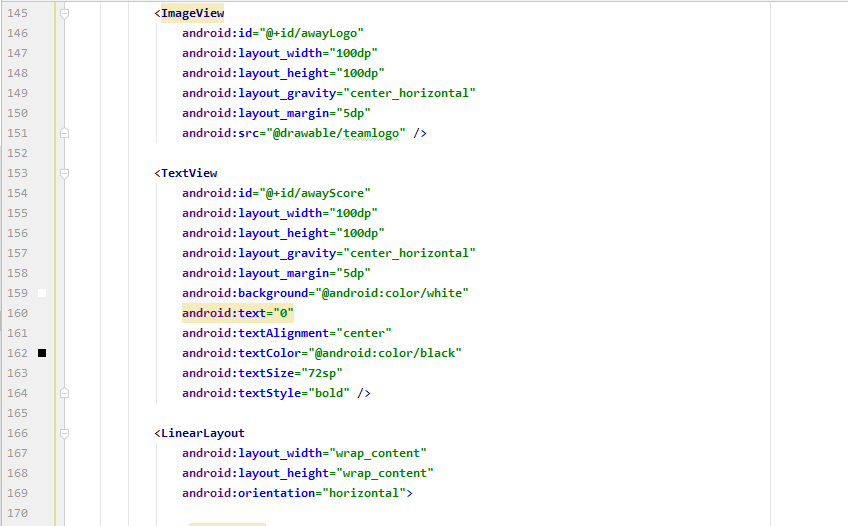 145 <ImageView
146 android:id="@+id/awayLogo"
147 android:layout_width="100dp"
148 android:layout_height="100dp"
149 android:layout_gravity="center_horizontal"
150 android:layout_margin="5dp"
151 android:src="@drawable/teamlogo" />
152
153 <TextView
154 android:id="@+id/awayScore"
155 android:layout_width="100dp"
156 android:layout_height="100dp"
157 android:layout_gravity="center_horizontal"
158 android:layout_margin="5dp"
159 android:background="@android:color/white"
160 android:text="0"
161 android:textAlignment="center"
162 android:textColor="@android:color/black"
163 android:textSize="72sp"
164 android:textStyle="bold" />
165
166 <LinearLayout
167 android:layout_width="wrap_content"
168 android:layout_height="wrap_content"
169 android:orientation="horizontal">
170